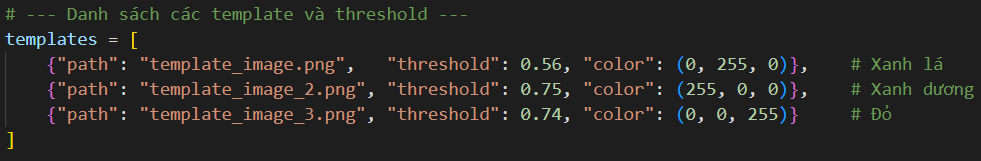 # --- Danh sách các template và threshold ---
templates = [
    {"path": "template_image.png",   "threshold": 0.56, "color": (0, 255, 0)},    # Xanh lá
    {"path": "template_image_2.png", "threshold": 0.75, "color": (255, 0, 0)},    # Xanh dương
    {"path": "template_image_3.png", "threshold": 0.74, "color": (0, 0, 255)}     # Đỏ
]